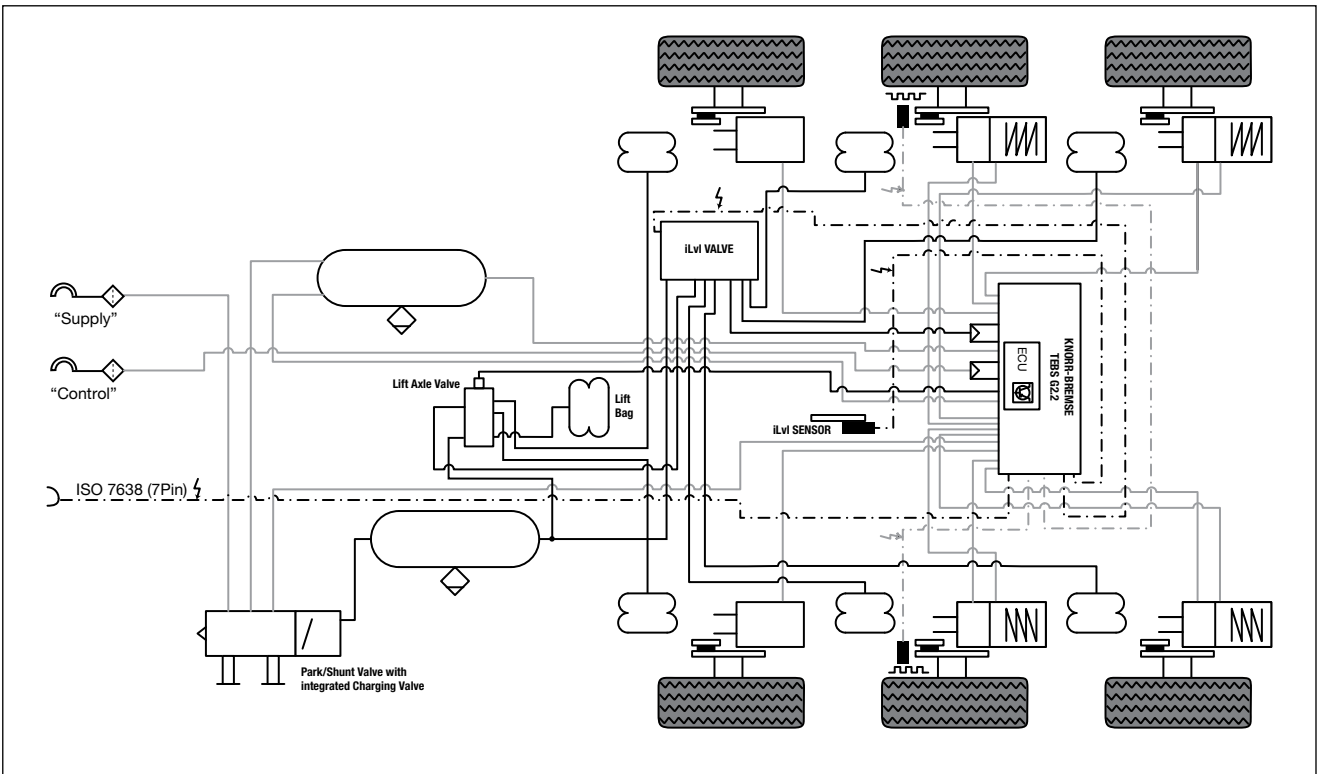 iLvl VALVE
“Supply”
“Control”
Lift Axle Valve
Lift
Bag
iLvl SENSOR
ECU
KNORR-BREMSE
TEBS G2.2
ISO 7638 (7Pin)
Park/Shunt Valve with
integrated Charging Valve